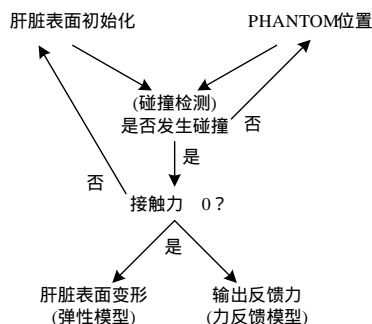 肝脏表面初始化
PHANTOM位置
(碰撞检测)
是否发生碰撞
否
是
否
接触力 0？
是
肝脏表面变形
(弹性模型)
输出反馈力
(力反馈模型)